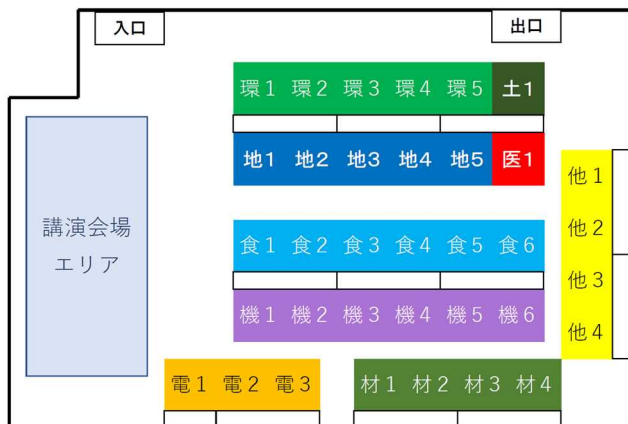 入口
出口
環1 環2 環3 環4 環5 土1
地1 地2 地3 地4 地5 医1
講演会場
エリア
食1 食2 食3 食4 食5 食6
機1 機2 機3 機4 機5 機6
他1
他2
他3
他4
電1 電2 電3
材1 材2 材3 材4